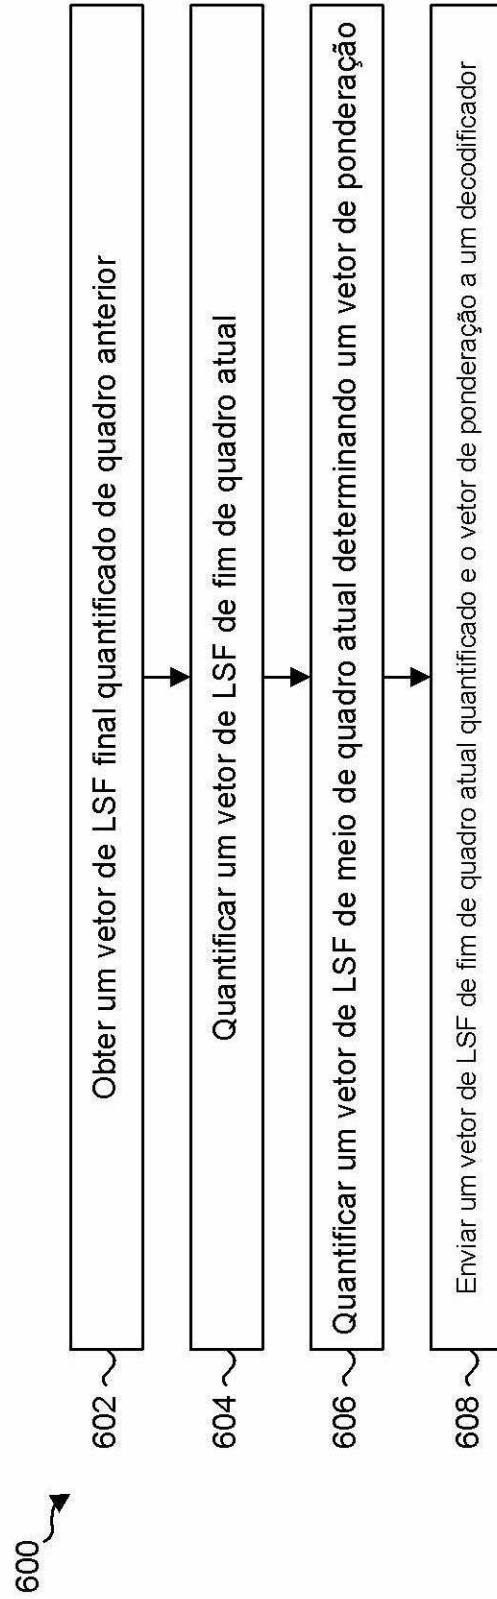 600
602
Obter um vetor de LSF final quantificado de quadro anterior
604
Quantificar um vetor de LSF de fim de quadro atual
606
Quantificar um vetor de LSF de meio de quadro atual determinando um vetor de ponderação
608
Enviar um vetor de LSF de fim de quadro atual quantificado e o vetor de ponderação a um decodificador